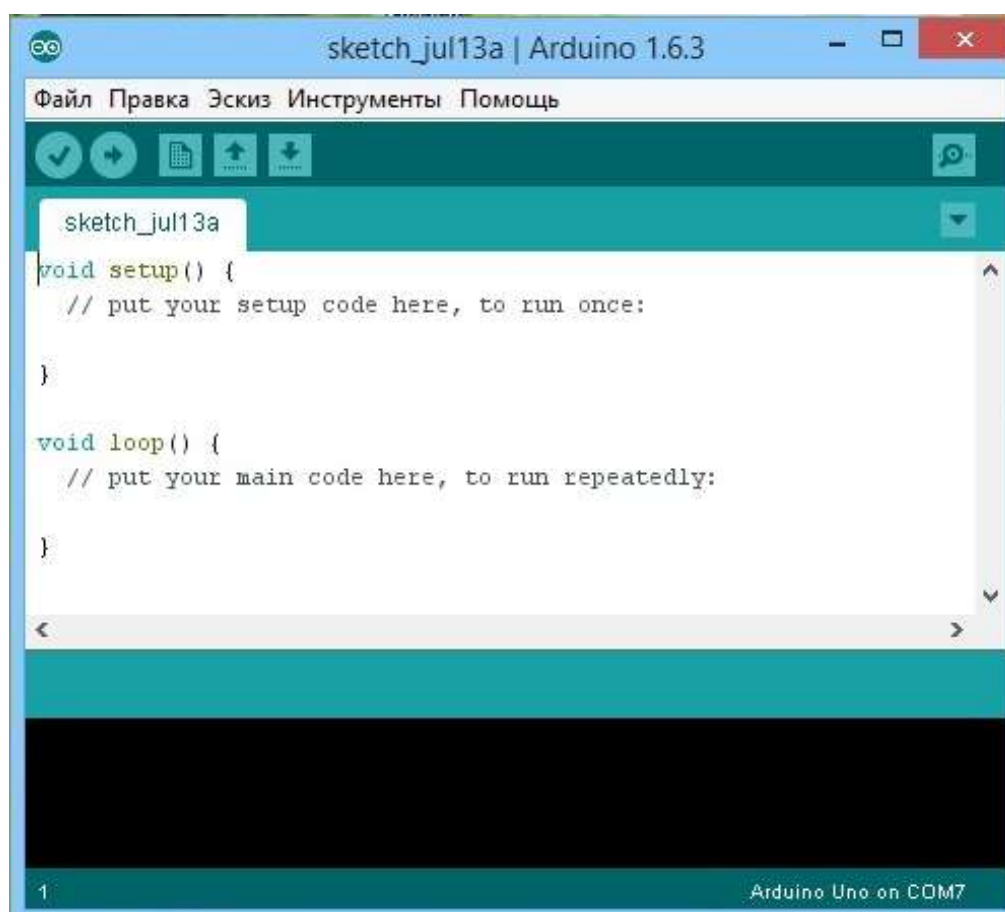 sketch_jul13a | Arduino 1.6.3
Файл Правка Эскиз Инструменты Помощь
sketch_jul13a
void setup() {
  // put your setup code here, to run once:
}
void loop() {
  // put your main code here, to run repeatedly:
}
1 Arduino Uno on COM7